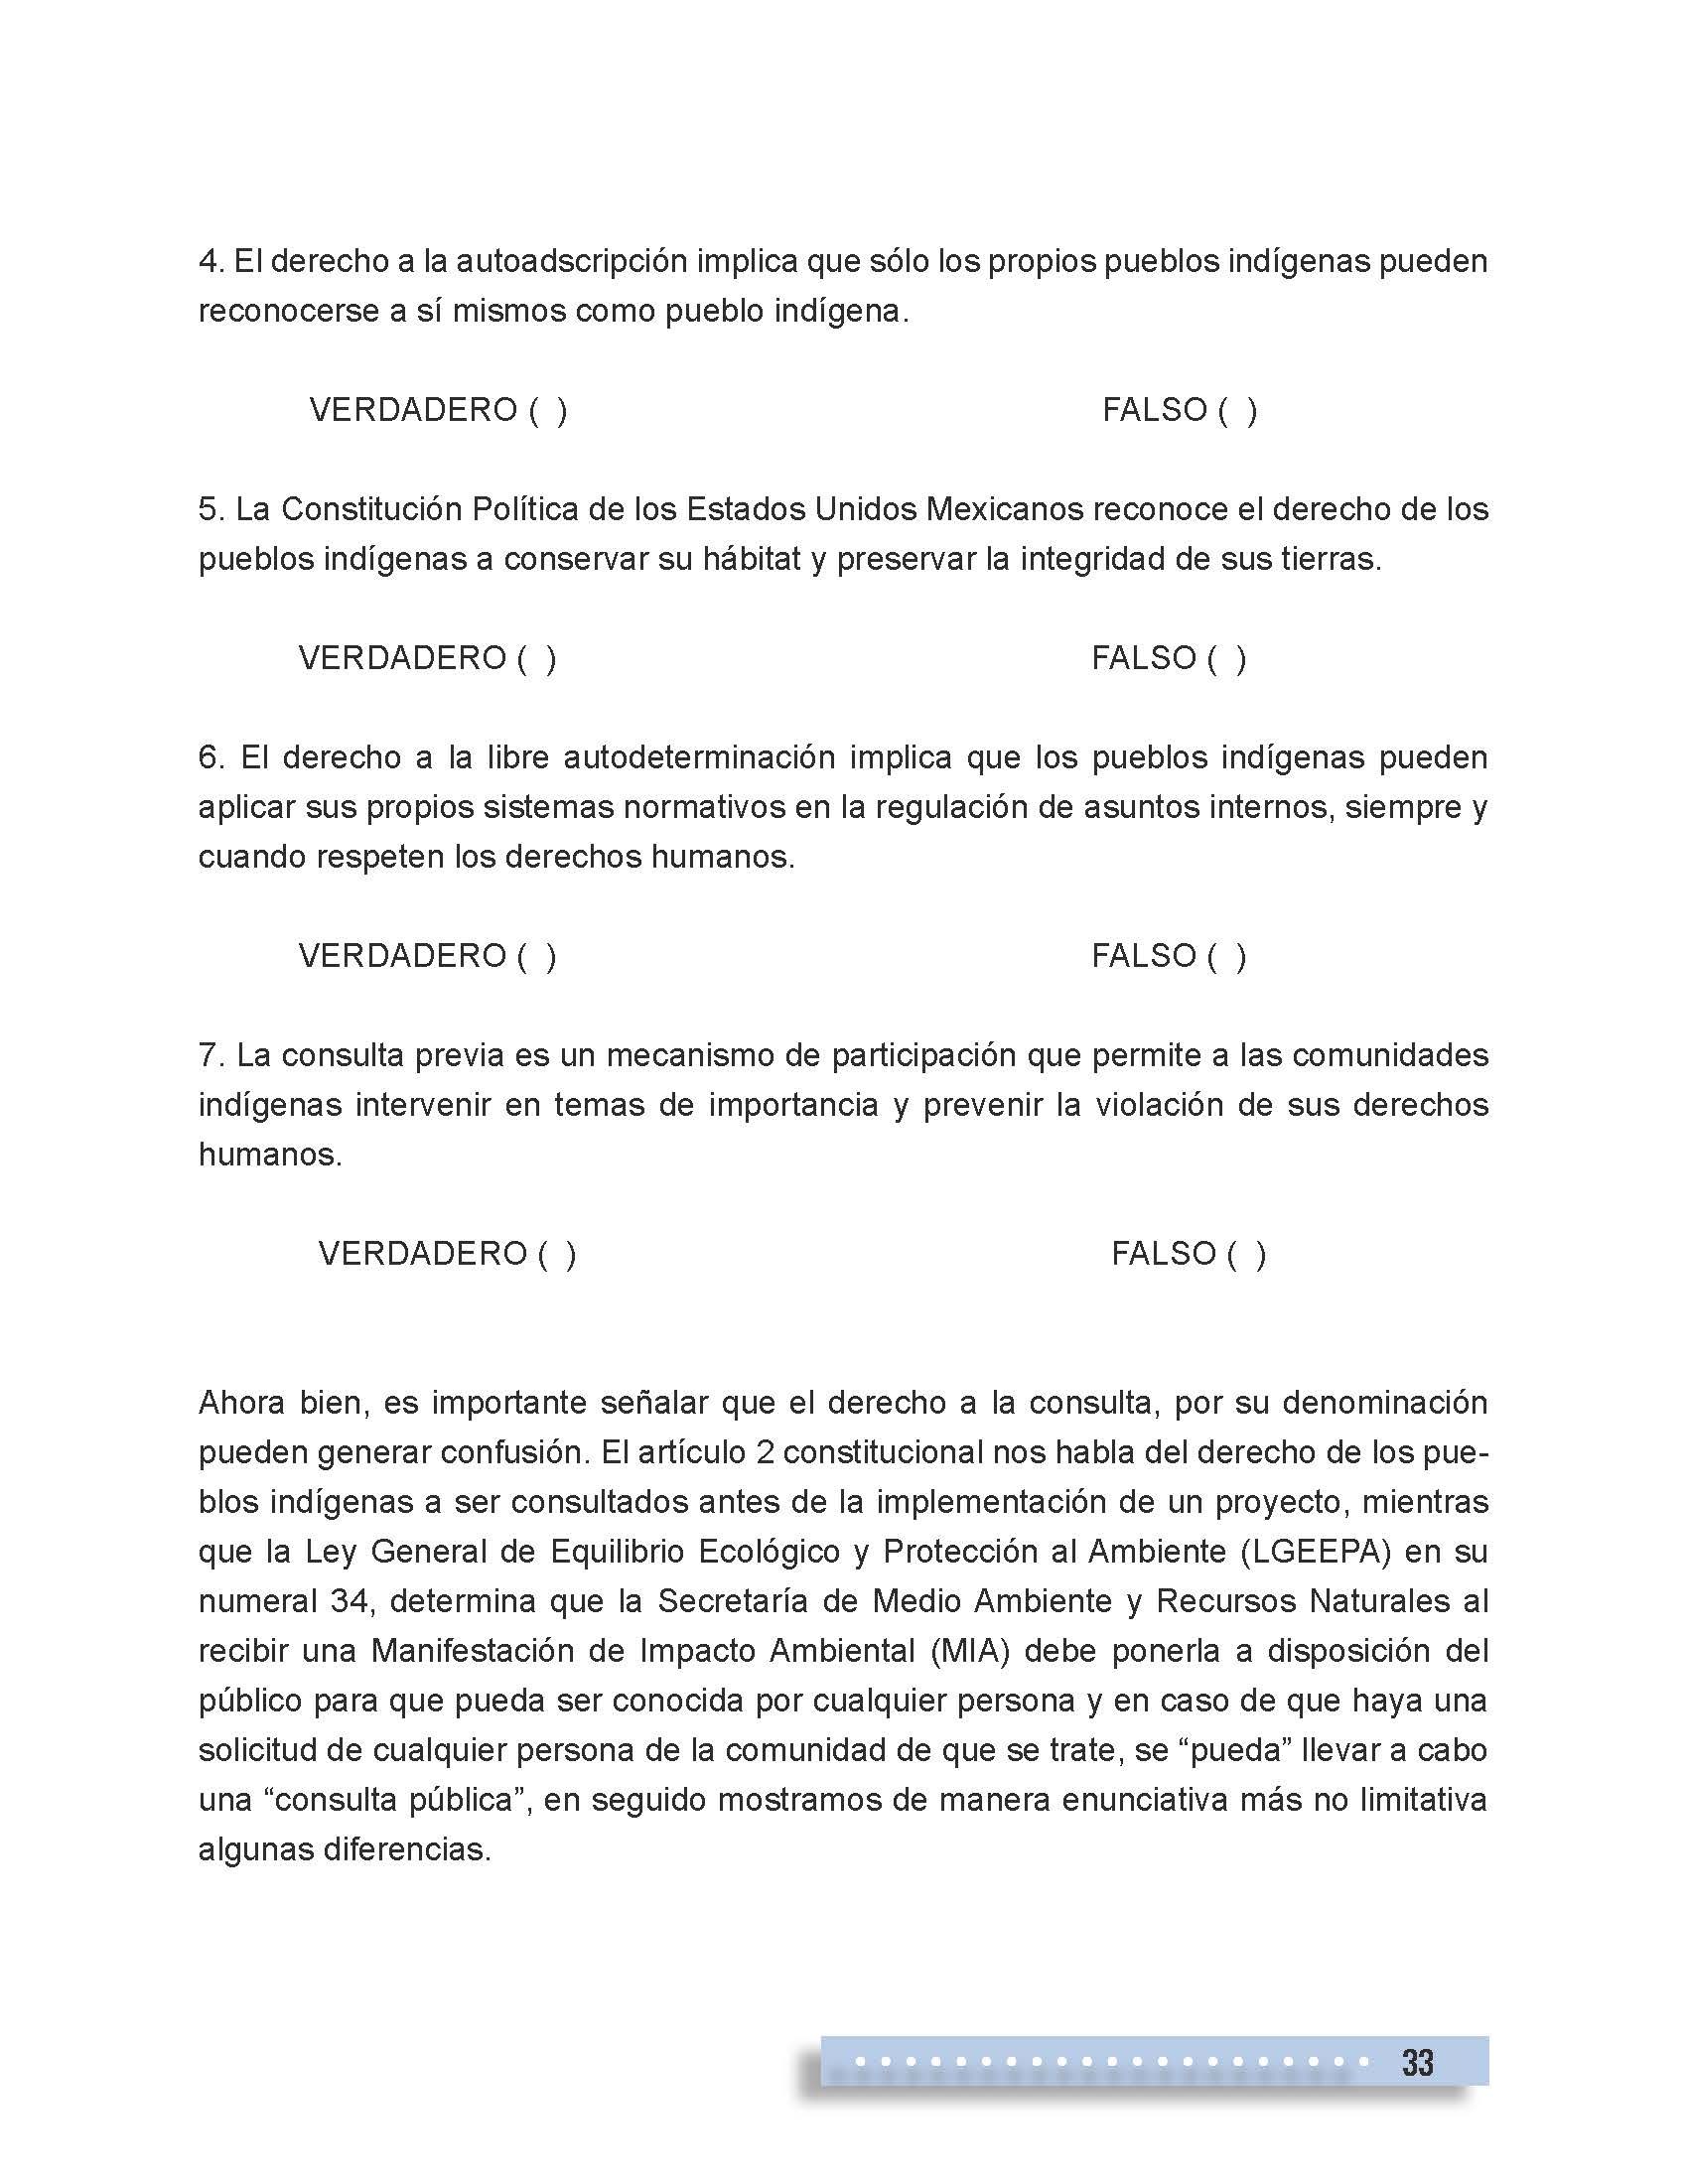 4. El derecho a la autoadscripción implica que sólo los propios pueblos indígenas pueden
reconocerse a sí mismos como pueblo indígena.
VERDADERO ( ) FALSO ( )
5. La Constitución Política de los Estados Unidos Mexicanos reconoce el derecho de los
pueblos indígenas a conservar su hábitat y preservar la integridad de sus tierras.
VERDADERO ( ) FALSO ( )
6. El derecho a la libre autodeterminación implica que los pueblos indígenas pueden
aplicar sus propios sistemas normativos en la regulación de asuntos internos, siempre y
cuando respeten los derechos humanos.
VERDADERO ( ) FALSO ( )
7. La consulta previa es un mecanismo de participación que permite a las comunidades
indígenas intervenir en temas de importancia y prevenir la violación de sus derechos
humanos.
VERDADERO ( ) FALSO ( )
Ahora bien, es importante señalar que el derecho a la consulta, por su denominación
pueden generar confusión. El artículo 2 constitucional nos habla del derecho de los pue-
blos indígenas a ser consultados antes de la implementación de un proyecto, mientras
que la Ley General de Equilibrio Ecológico y Protección al Ambiente (LGEEPA) en su
numeral 34, determina que la Secretaría de Medio Ambiente y Recursos Naturales al
recibir una Manifestación de Impacto Ambiental (MIA) debe ponerla a disposición del
público para que pueda ser conocida por cualquier persona y en caso de que haya una
solicitud de cualquier persona de la comunidad de que se trate, se “pueda” llevar a cabo
una “consulta pública”, en seguido mostramos de manera enunciativa más no limitativa
algunas diferencias.
33